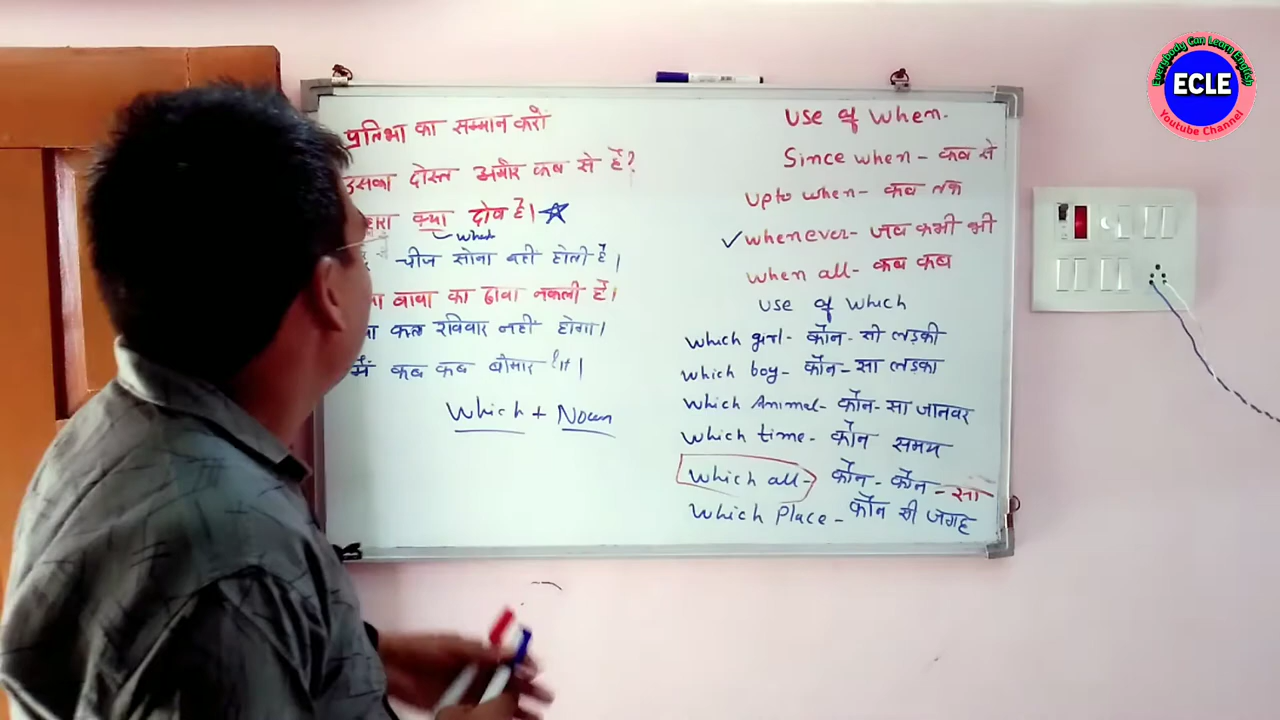 प्रतिभा का सम्मान करो
उसका दोस्त अमीर कब से है?
क्या दोष है।
what
चीज सोना नहीं होती है।
बाबा का दावा नकली है।
कल रविवार नहीं होगा।
मैं कब कब बीमार
Which + Noun
Use of When.
Since when - कब से
Upto when - कब तक
✓ whenever - जब कभी भी
when all - कब कब
Use of Which
Which girl - कौन - सी लड़की
Which boy - कौन - सा लड़का
Which Animal - कौन - सा जानवर
Which time - कौन समय
Which all - कौन - कौन - सा
Which Place - कौन सी जगह
Everybody Can Learn English
ECLE
Youtube Channel